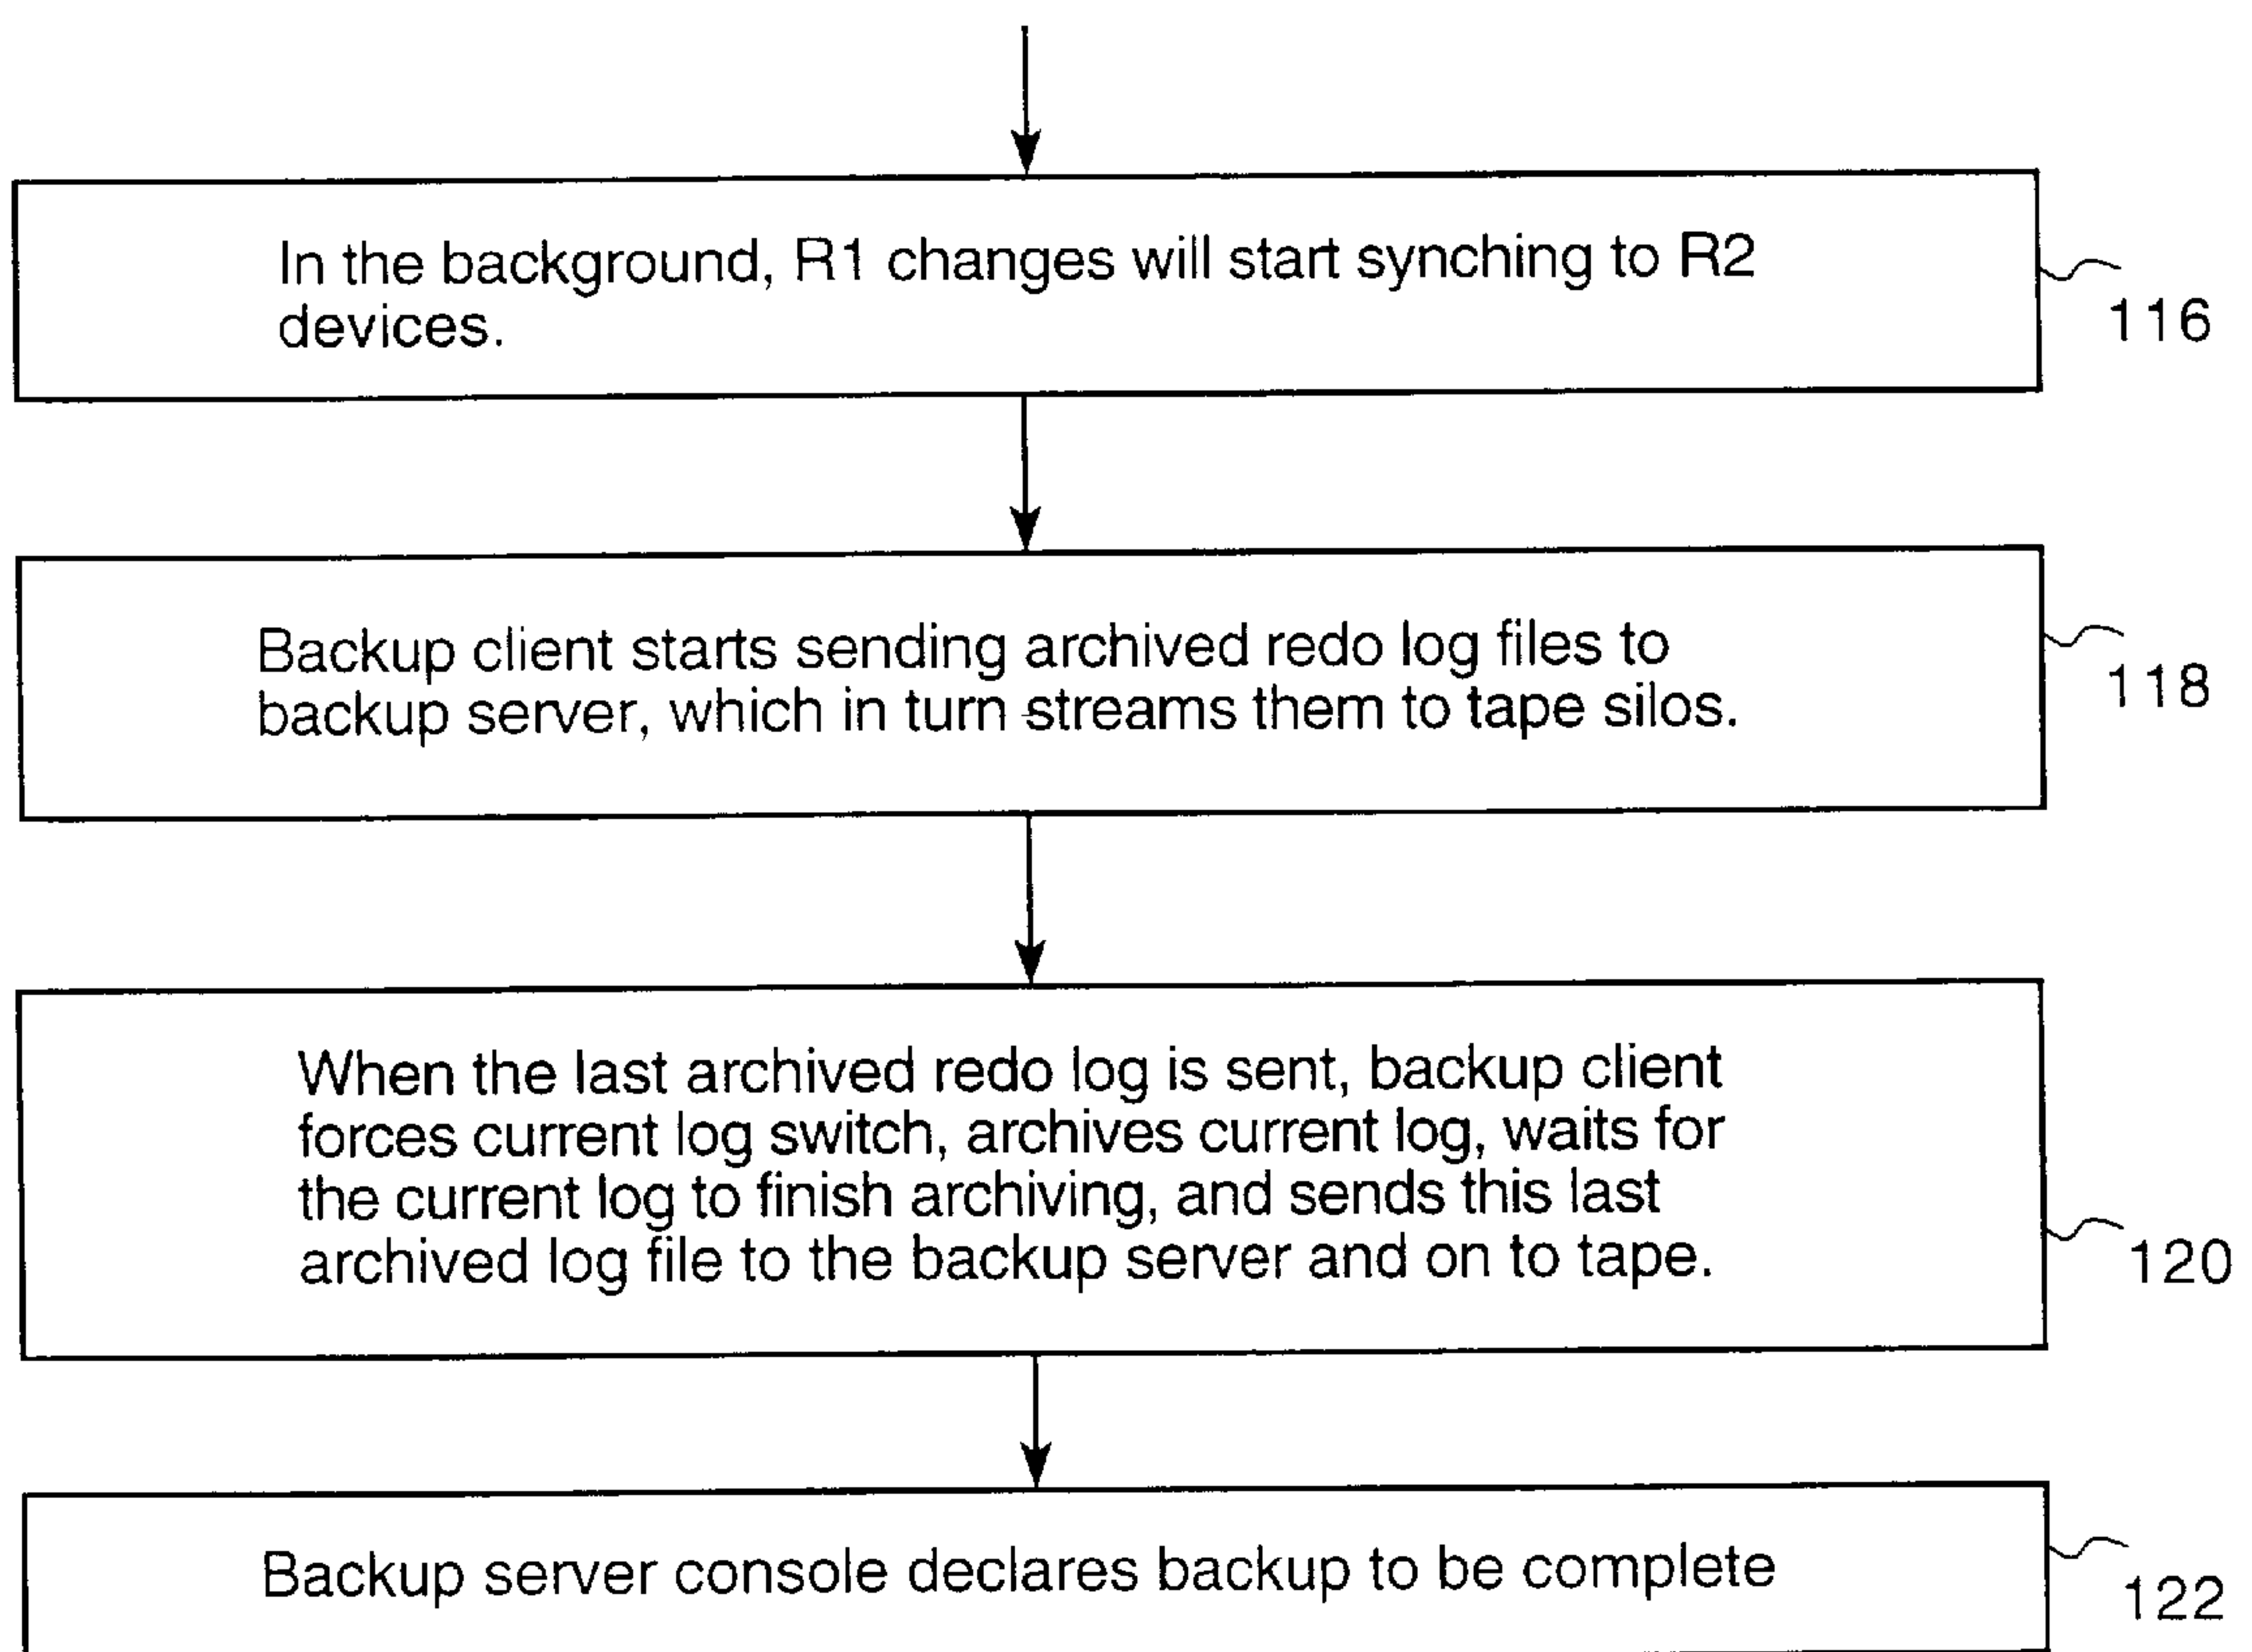 In the background, R1 changes will start synching to R2
devices.
116
Backup client starts sending archived redo log files to
backup server, which in turn streams them to tape silos.
118
When the last archived redo log is sent, backup client
forces current log switch, archives current log, waits for
the current log to finish archiving, and sends this last
archived log file to the backup server and on to tape.
120
Backup server console declares backup to be complete
122